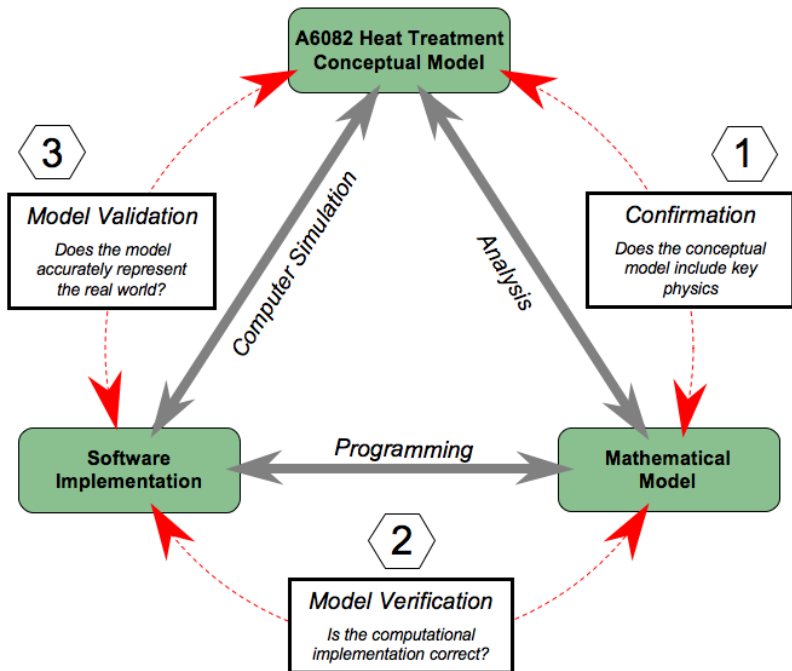 A6082 Heat Treatment
Conceptual Model
3
1
Model Validation
Does the model
accurately represent
the real world?
Computer Simulation
Analysis
Confirmation
Does the conceptual
model include key
physics
Software
Implementation
Programming
Mathematical
Model
2
Model Verification
Is the computational
implementation correct?